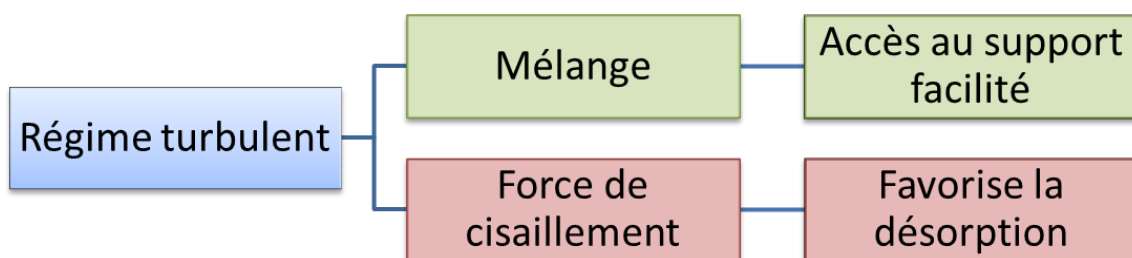 Régime turbulent
Mélange
Accès au support
facilité
Force de
cisaillement
Favorise la
désorption